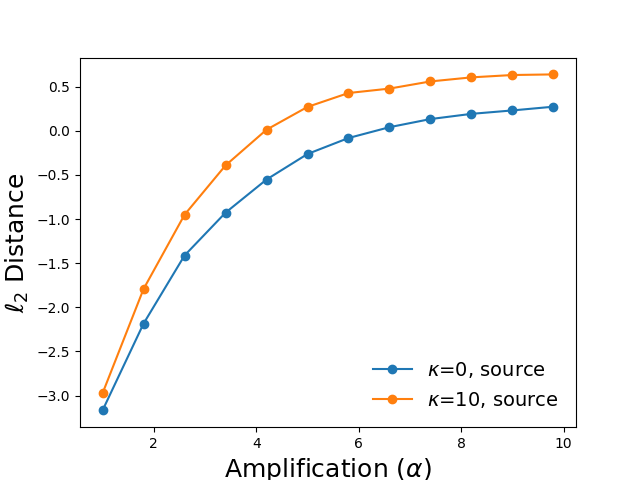 0.5
0.0
−0.5
−1.0
−1.5
−2.0
−2.5
−3.0
ℓ₂ Distance
κ=0, source
κ=10, source
2 4 6 8 10
Amplification (α)